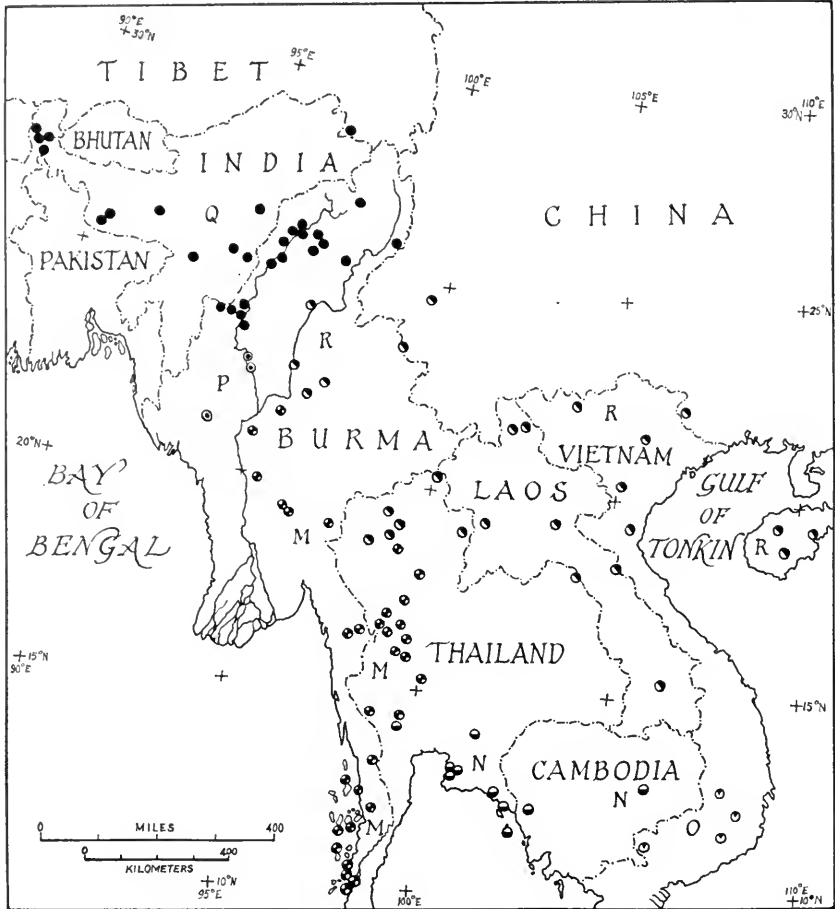 90°E
30°N
95°E
100°E
105°E
110°E
30°N
TIBET
BHUTAN
INDIA
CHINA
Q
PAKISTAN
25°N
R
P
R
20°N
BURMA
VIETNAM
BAY
OF
BENGAL
LAOS
GULF
OF
TONKIN
R
M
15°N
90°E
M
THAILAND
15°N
N
CAMBODIA
N
O
M
0 MILES 400
0 400
KILOMETERS
10°N
95°E
100°E
110°E
10°N